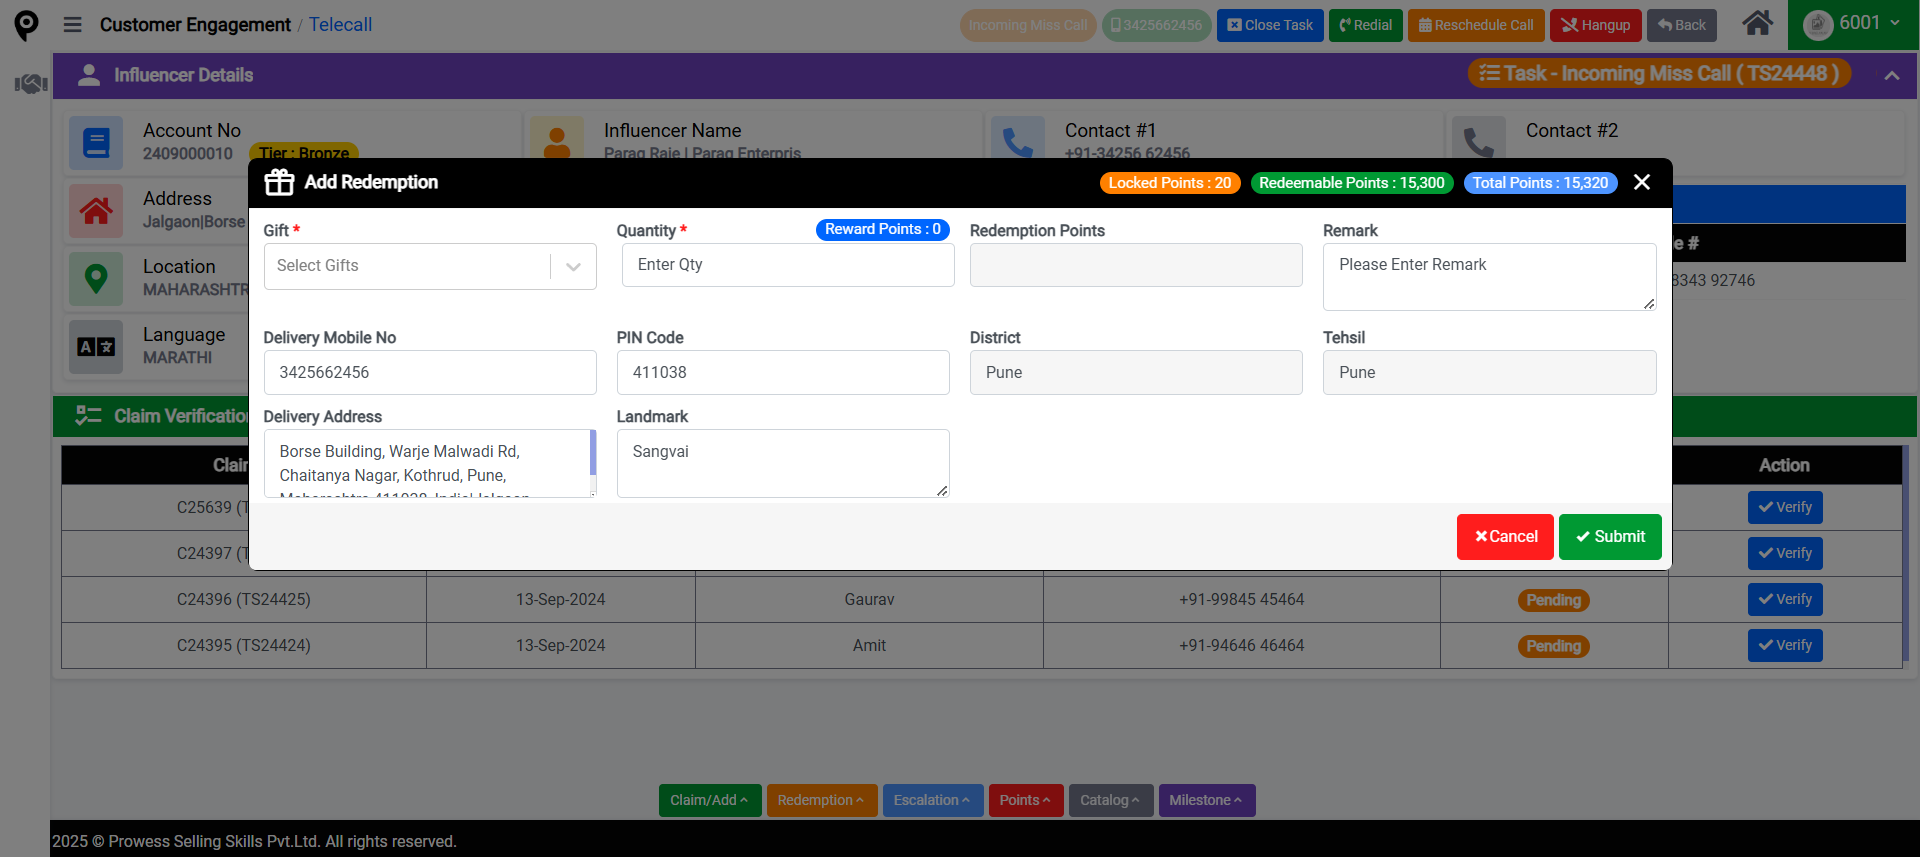 Customer Engagement / Telecall
Incoming Miss Call
3425662456
Close Task
Redial
Reschedule Call
Hangup
Back
6001
Influencer Details
Task - Incoming Miss Call ( TS24448 )
Account No
2409000010
Tier : Bronze
Influencer Name
Parag Raje | Parag Enterpris
Contact #1
+91-34256 62456
Contact #2
Address
Jalgaon|Borse
Location
MAHARASHTR
Language
MARATHI
e #
8343 92746
Add Redemption
Locked Points : 20
Redeemable Points : 15,300
Total Points : 15,320
Gift *
Select Gifts
Quantity *
Reward Points : 0
Enter Qty
Redemption Points
Remark
Please Enter Remark
Delivery Mobile No
3425662456
PIN Code
411038
District
Pune
Tehsil
Pune
Delivery Address
Borse Building, Warje Malwadi Rd,
Chaitanya Nagar, Kothrud, Pune,
Maharashtra 411038, India|Jalgaon
Landmark
Sangvai
Cancel
Submit
Claim Verification
Clai
Action
C25639 (T
Verify
C24397 (T
Verify
C24396 (TS24425)
13-Sep-2024
Gaurav
+91-99845 45464
Pending
Verify
C24395 (TS24424)
13-Sep-2024
Amit
+91-94646 46464
Pending
Verify
Claim/Add
Redemption
Escalation
Points
Catalog
Milestone
2025 © Prowess Selling Skills Pvt.Ltd. All rights reserved.